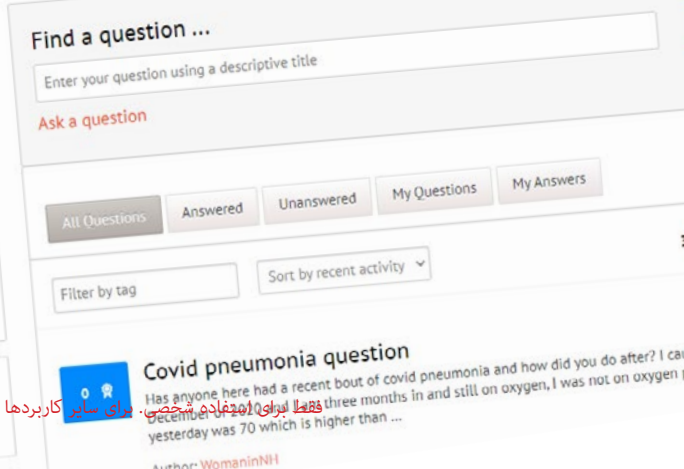 Find a question ...
Enter your question using a descriptive title
Ask a question
All Questions
Answered
Unanswered
My Questions
My Answers
Filter by tag
Sort by recent activity
Covid pneumonia question
0
Has anyone here had a recent bout of covid pneumonia and how did you do after? I
December of 2020 and three months in and still on oxygen, I was not on oxygen
yesterday was 70 which is higher than ...
فقط برای استفاده شخصی. برای سایر کاربردها
Author: WomaninNH